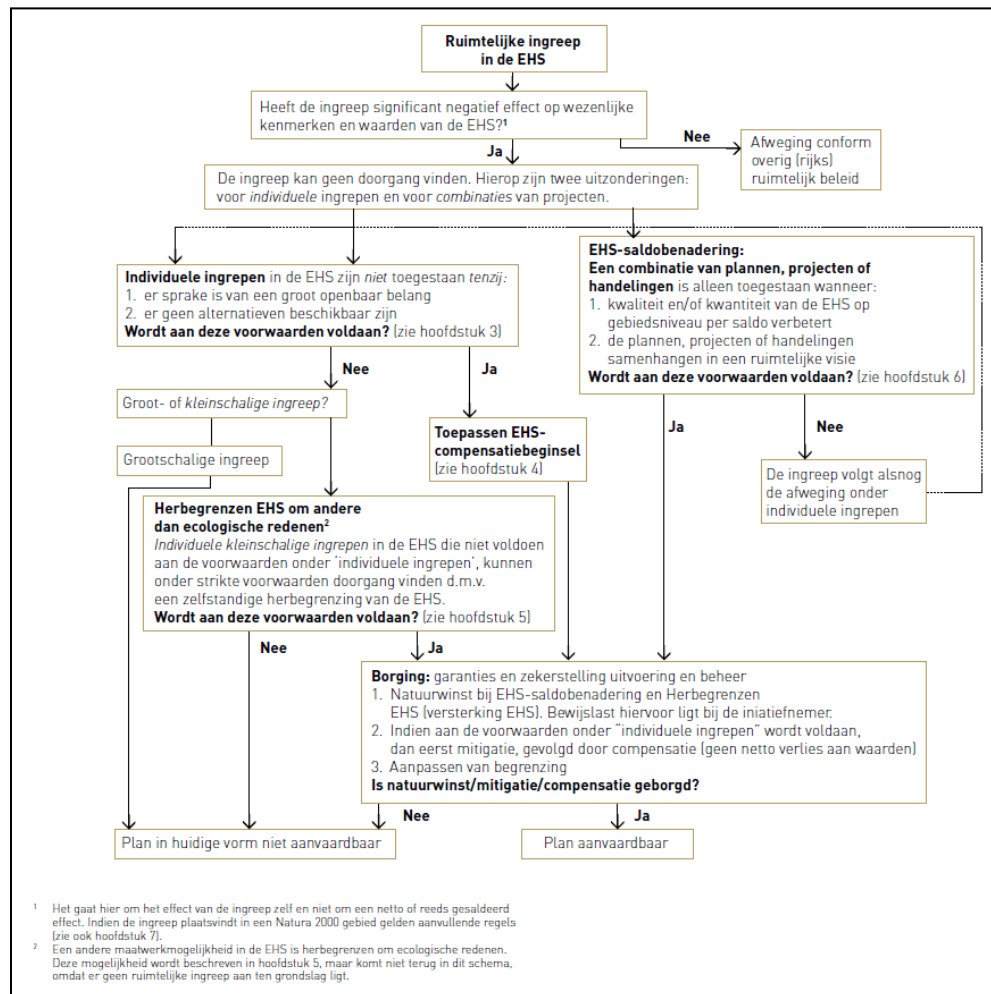 Ruimtelijke ingreep
in de EHS
Heeft de ingreep significant negatief effect op wezenlijke
kenmerken en waarden van de EHS?¹
Nee
Ja
Afweging conform
overig (rijks)
ruimtelijk beleid
De ingreep kan geen doorgang vinden. Hierop zijn twee uitzonderingen:
voor individuele ingrepen en voor combinaties van projecten.
Individuele ingrepen in de EHS zijn niet toegestaan tenzij:
1. er sprake is van een groot openbaar belang
2. er geen alternatieven beschikbaar zijn
Wordt aan deze voorwaarden voldaan? (zie hoofdstuk 3)
EHS-saldobenadering:
Een combinatie van plannen, projecten of
handelingen is alleen toegestaan wanneer:
1. kwaliteit en/of kwantiteit van de EHS op
gebiedsniveau per saldo verbetert
2. de plannen, projecten of handelingen
samenhangen in een ruimtelijke visie
Wordt aan deze voorwaarden voldaan? (zie hoofdstuk 6)
Nee
Ja
Groot- of kleinschalige ingreep?
Grootschalige ingreep
Toepassen EHS-
compensatiebeginsel
(zie hoofdstuk 4)
Ja
Nee
De ingreep volgt alsnog
de afweging onder
individuele ingrepen
Herbegrenzen EHS om andere
dan ecologische redenen²
Individuele kleinschalige ingrepen in de EHS die niet voldoen
aan de voorwaarden onder 'individuele ingrepen', kunnen
onder strikte voorwaarden doorgang vinden d.m.v.
een zelfstandige herbegrenzing van de EHS.
Wordt aan deze voorwaarden voldaan? (zie hoofdstuk 5)
Nee
Ja
Borging: garanties en zekerstelling uitvoering en beheer
1. Natuurwinst bij EHS-saldobenadering en Herbegrenzen
EHS (versterking EHS). Bewijslast hiervoor ligt bij de iniatiefnemer.
2. Indien aan de voorwaarden onder "individuele ingrepen" wordt voldaan,
dan eerst mitigatie, gevolgd door compensatie (geen netto verlies aan waarden)
3. Aanpassen van begrenzing
Is natuurwinst/mitigatie/compensatie geborgd?
Nee
Ja
Plan in huidige vorm niet aanvaardbaar
Plan aanvaardbaar
¹ Het gaat hier om het effect van de ingreep zelf en niet om een netto of reeds gesaldeerd
effect. Indien de ingreep plaatsvindt in een Natura 2000 gebied gelden aanvullende regels
(zie ook hoofdstuk 7).
² Een andere maatwerkmogelijkheid in de EHS is herbegrenzen om ecologische redenen.
Deze mogelijkheid wordt beschreven in hoofdstuk 5, maar komt niet terug in dit schema,
omdat er geen ruimtelijke ingreep aan ten grondslag ligt.